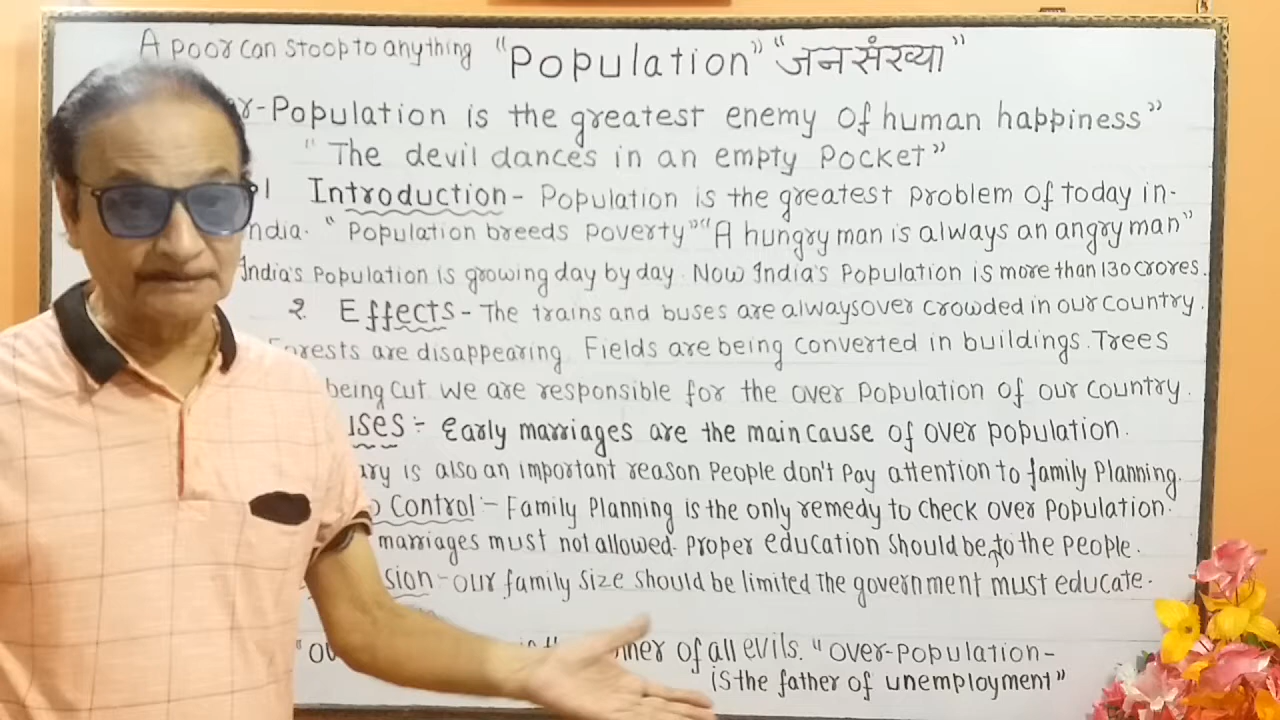 A poor can stoop to anything "Population" "जनसंख्या"
-Population is the greatest enemy of human happiness"
"The devil dances in an empty Pocket"
1 Introduction - Population is the greatest problem of today in-
ndia. "Population breeds poverty" "A hungry man is always an angry man"
India's Population is growing day by day. Now India's Population is more than 130 crores.
2. Effects - The trains and buses are always over crowded in our country.
Forests are disappearing. Fields are being converted in buildings. Trees
being cut we are responsible for the over Population of our country.
uses :- Early marriages are the main cause of over population.
ary is also an important reason People don't Pay attention to family Planning.
o Control :- Family Planning is the only remedy to check over Population.
marriages must not allowed. Proper education should be to the people.
sion - our family size should be limited the government must educate.
of all evils. "over-population-
is the father of unemployment"